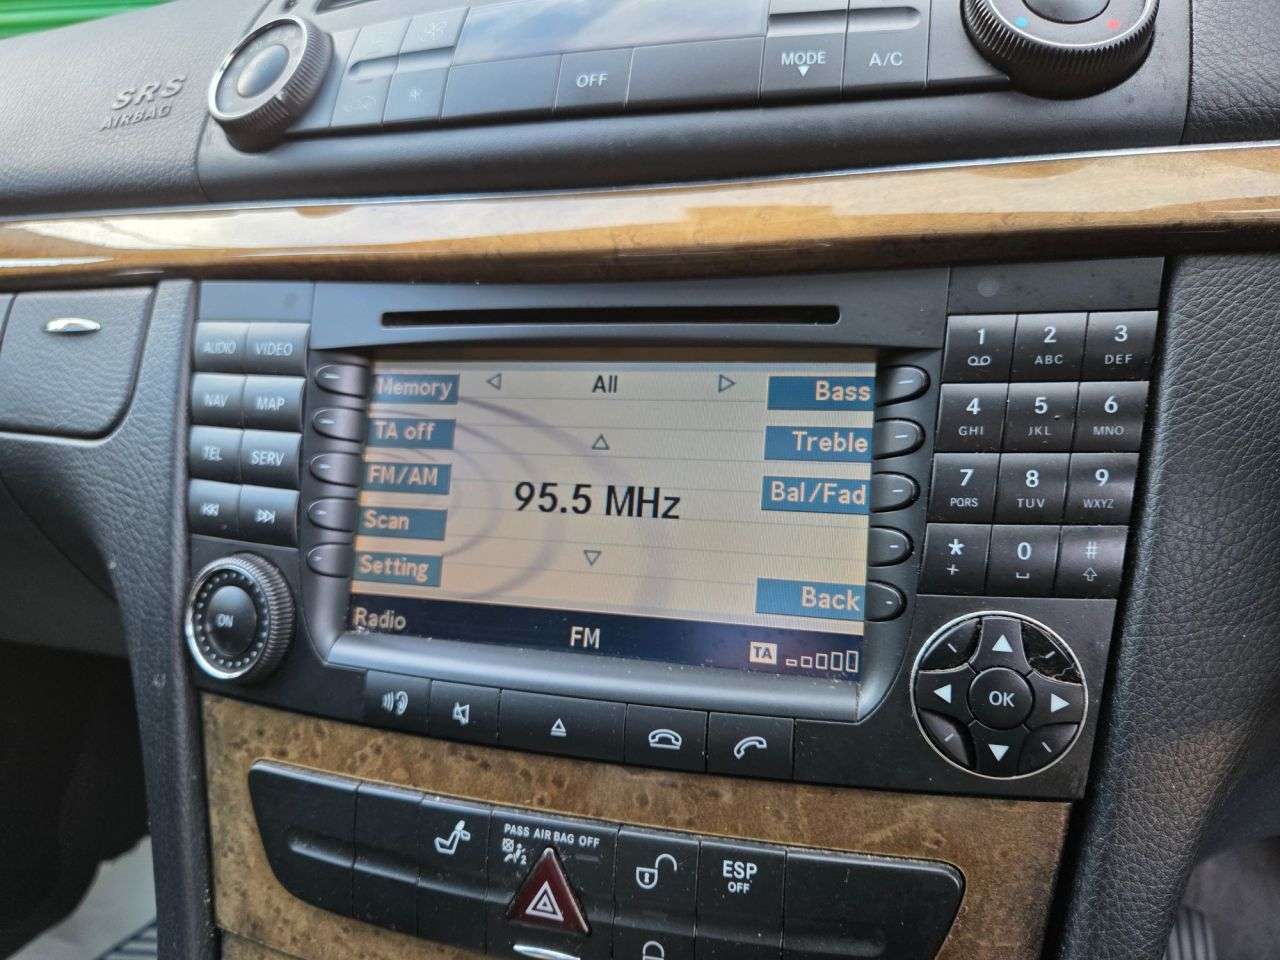 SRS
AIRBAG
OFF
MODE
A/C
AUDIO VIDEO
NAV MAP
TEL SERV
ON
Memory
TA off
FM/AM
Scan
Setting
All
95.5 MHz
Bass
Treble
Bal/Fad
Back
Radio
FM
TA
1 2 3
ABC DEF
4 5 6
GHI JKL MNO
7 8 9
PQRS TUV WXYZ
* 0 #
+
OK
PASS AIR BAG OFF
2
ESP
OFF